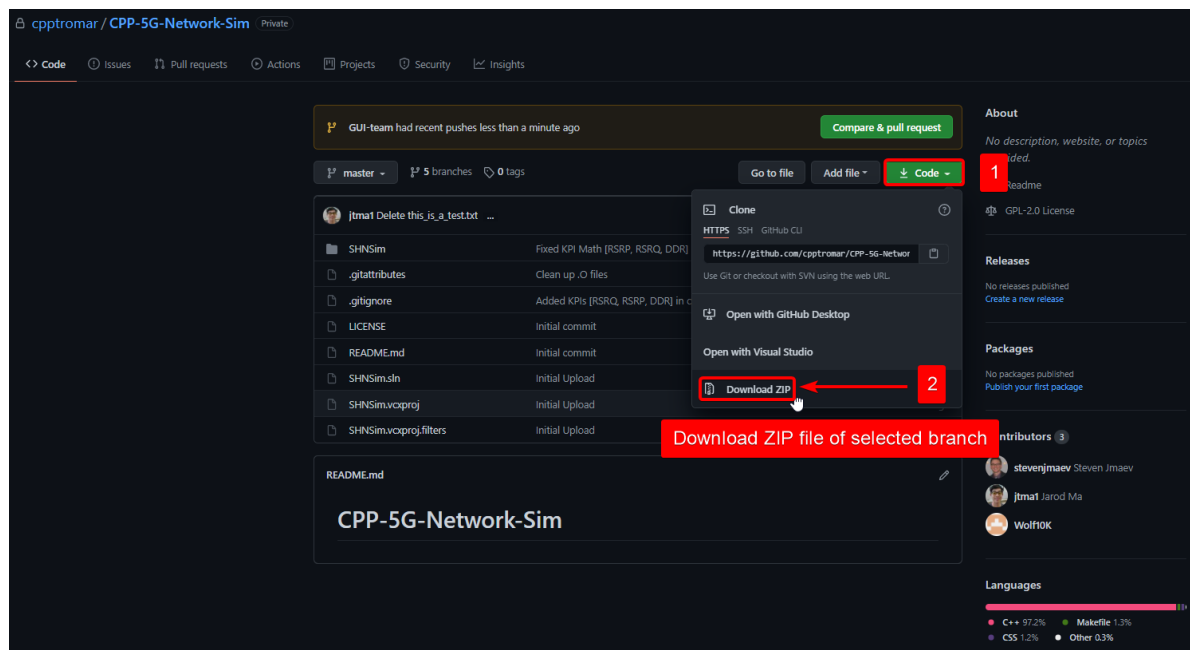 cpptromar / CPP-5G-Network-Sim Private
Code Issues Pull requests Actions Projects Security Insights
GUI-team had recent pushes less than a minute ago Compare & pull request
master 5 branches 0 tags Go to file Add file Code
1
jtma1 Delete this_is_a_test.txt ...
SHNSim Fixed KPI Math [RSRP, RSRQ, DDR]
.gitattributes Clean up .O files
.gitignore Added KPIs [RSRQ, RSRP, DDR] in
LICENSE Initial commit
README.md Initial commit
SHNSim.sln Initial Upload
SHNSim.vcxproj Initial Upload
SHNSim.vcxproj.filters Initial Upload
Clone
HTTPS SSH GitHub CLI
https://github.com/cpptromar/CPP-5G-Networ
Use Git or checkout with SVN using the web URL.
Open with GitHub Desktop
Open with Visual Studio
Download ZIP
2
Download ZIP file of selected branch
README.md
CPP-5G-Network-Sim
About
No description, website, or topics
Readme
GPL-2.0 License
Releases
No releases published
Create a new release
Packages
No packages published
Publish your first package
ntributors 3
stevenjmaev Steven Jmaev
jtma1 Jarod Ma
Wolf10K
Languages
C++ 97.2% Makefile 1.3%
CSS 1.2% Other 0.3%